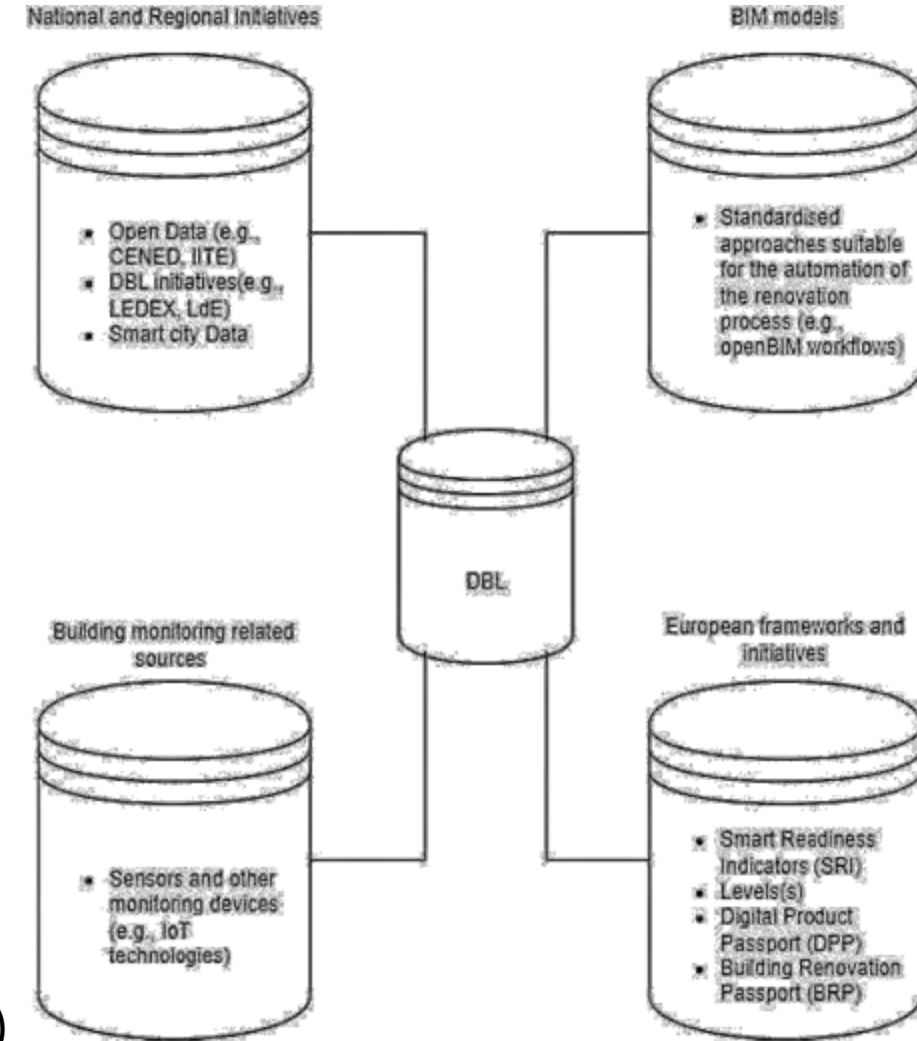 National and Regional Initiatives
BIM models
• Open Data (e.g.,
CENED, IITE)
• DBL initiatives(e.g.,
LEDEX, LdE)
• Smart city Data
• Standardised
approaches suitable
for the automation of
the renovation
process (e.g.,
openBIM workflows)
DBL
Building monitoring related
sources
European frameworks and
initiatives
• Sensors and other
monitoring devices
(e.g., IoT
technologies)
• Smart Readiness
Indicators (SRI)
• Levels(s)
• Digital Product
Passport (DPP)
• Building Renovation
Passport (BRP)
)